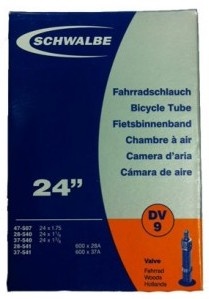 SCHWALBE
Fahrradschlauch
Bicycle Tube
Fietsbinnenband
Chambre à air
Camera d'aria
Cámara de aire
24"
DV
9
47-507 24 x 1.75
28-540 24 x 1⅛
37-540 24 x 1⅜
28-541 600 x 28A
37-541 600 x 37A
Valve
Fahrrad
Woods
Hollands